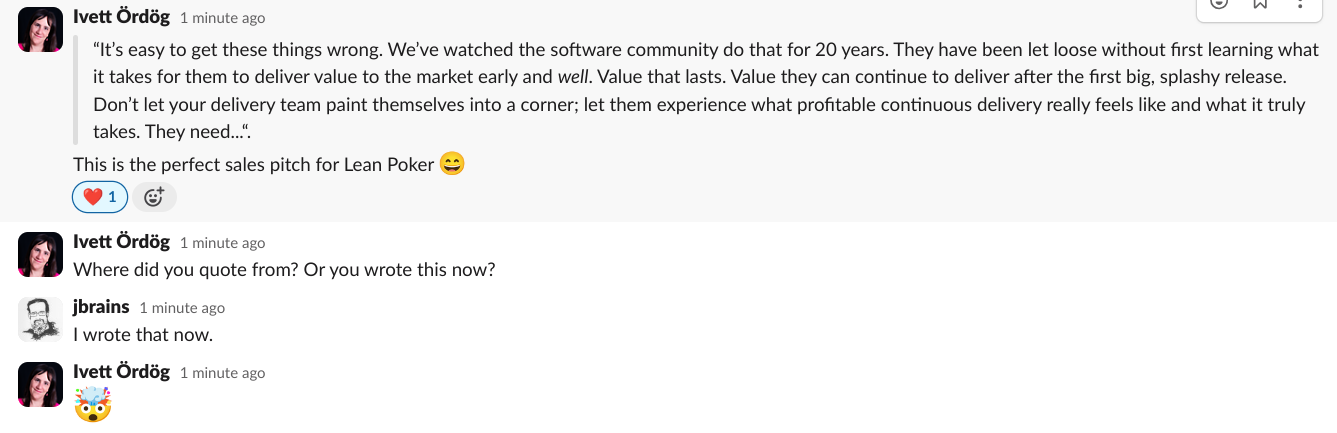 Ivett Ördög 1 minute ago
“It’s easy to get these things wrong. We’ve watched the software community do that for 20 years. They have been let loose without first learning what
it takes for them to deliver value to the market early and well. Value that lasts. Value they can continue to deliver after the first big, splashy release.
Don’t let your delivery team paint themselves into a corner; let them experience what profitable continuous delivery really feels like and what it truly
takes. They need...“.
This is the perfect sales pitch for Lean Poker 😄
❤️ 1
Ivett Ördög 1 minute ago
Where did you quote from? Or you wrote this now?
jbrains 1 minute ago
I wrote that now.
Ivett Ördög 1 minute ago
🤯